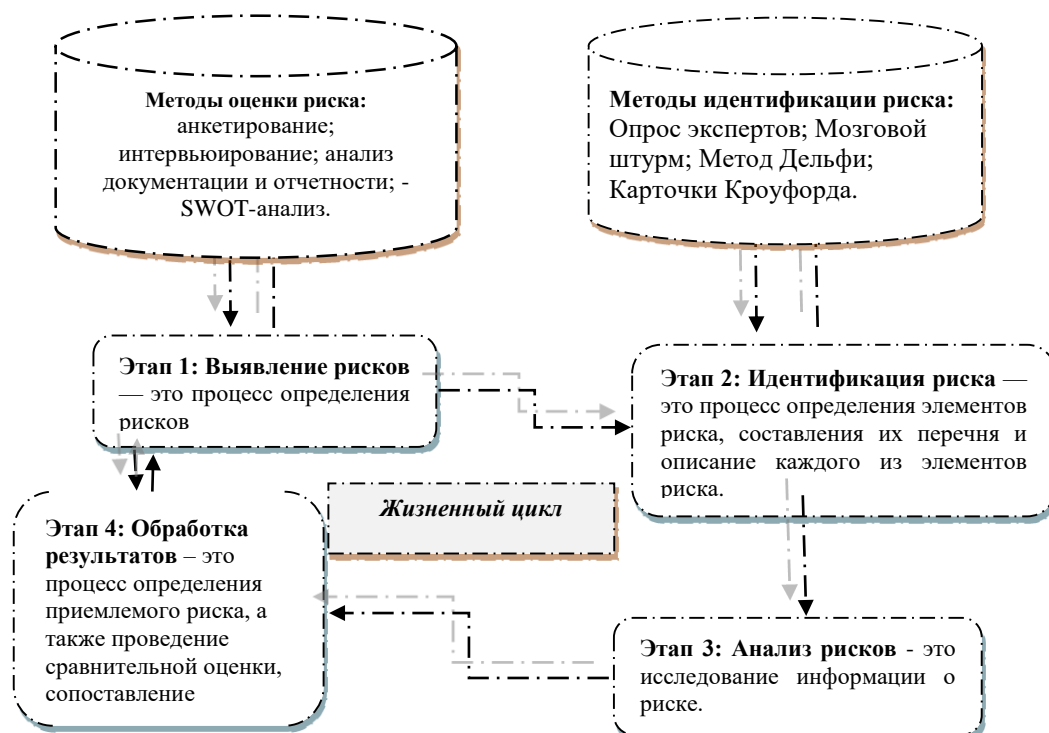 Методы оценки риска:
анкетирование;
интервьюирование; анализ
документации и отчетности; -
SWOT-анализ.
Методы идентификации риска:
Опрос экспертов; Мозговой
штурм; Метод Дельфи;
Карточки Кроуфорда.
Этап 1: Выявление рисков
— это процесс определения
рисков
Этап 2: Идентификация риска —
это процесс определения элементов
риска, составления их перечня и
описание каждого из элементов
риска.
Жизненный цикл
Этап 4: Обработка
результатов – это
процесс определения
приемлемого риска, а
также проведение
сравнительной оценки,
сопоставление
Этап 3: Анализ рисков - это
исследование информации о
риске.